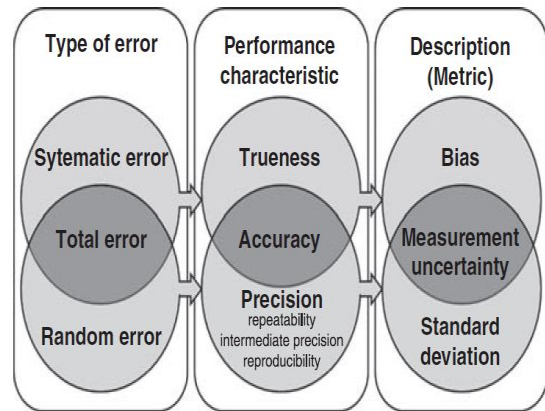 Type of error
Sytematic error
Total error
Random error
Performance
characteristic
Trueness
Accuracy
Precision
repeatability
intermediate precision
reproducibility
Description
(Metric)
Bias
Measurement
uncertainty
Standard
deviation